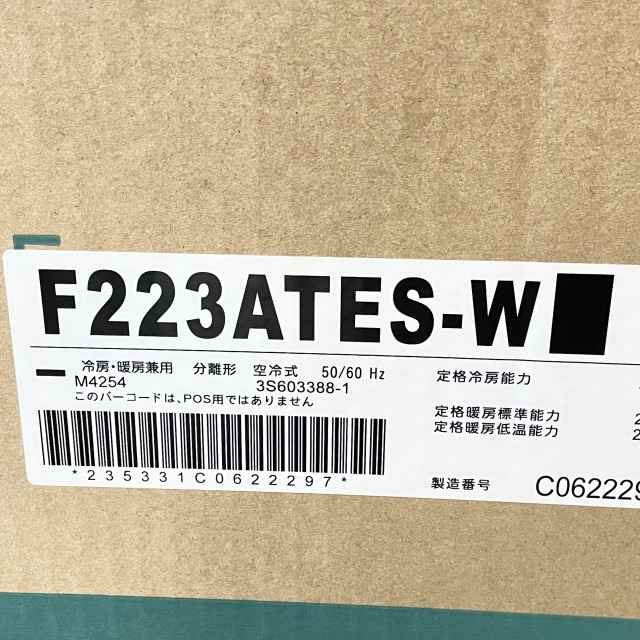 F223ATES-W
冷房・暖房兼用 分離形 空冷式 50/60 Hz
M4254 3S603388-1
このバーコードは、POS用ではありません
*235331C0622297*
定格冷房能力
定格暖房標準能力 2
定格暖房低温能力 2
製造番号 C062229